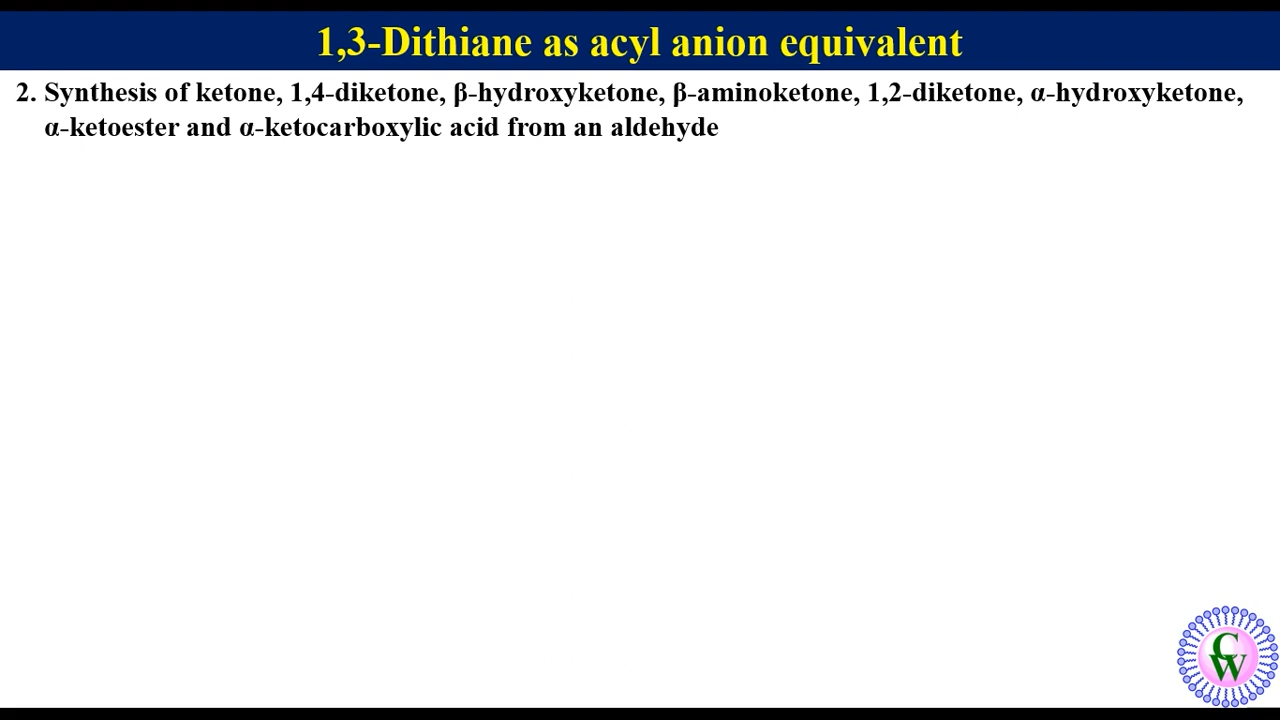 1,3-Dithiane as acyl anion equivalent
2. Synthesis of ketone, 1,4-diketone, β-hydroxyketone, β-aminoketone, 1,2-diketone, α-hydroxyketone,
α-ketoester and α-ketocarboxylic acid from an aldehyde
C
W